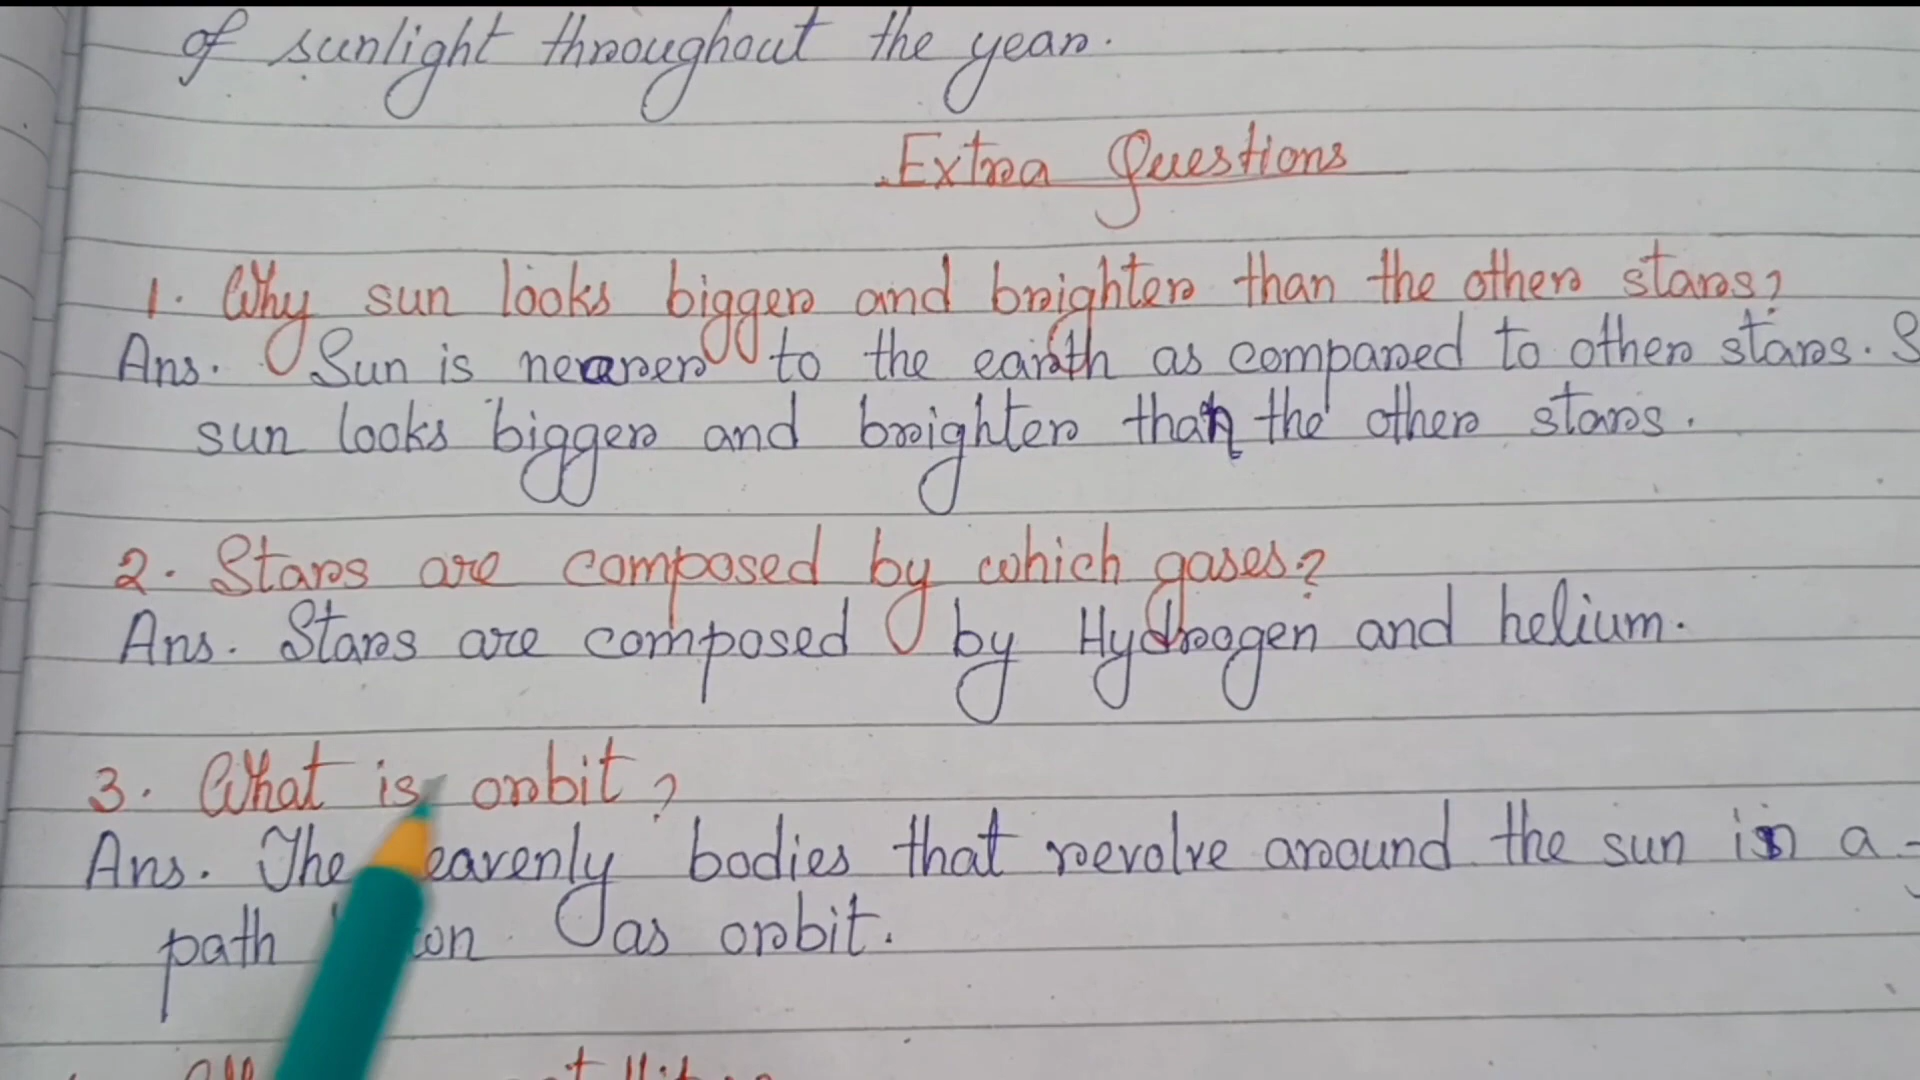 of sunlight throughout the year.
Extra Questions
1. Why sun looks bigger and brighter than the other stars?
Ans. Sun is nearer to the earth as compared to other stars. S
sun looks bigger and brighter than the other stars.
2. Stars are composed by which gases?
Ans. Stars are composed by Hydrogen and helium.
3. What is orbit?
Ans. The eavenly bodies that revolve around the sun in a
path as orbit.